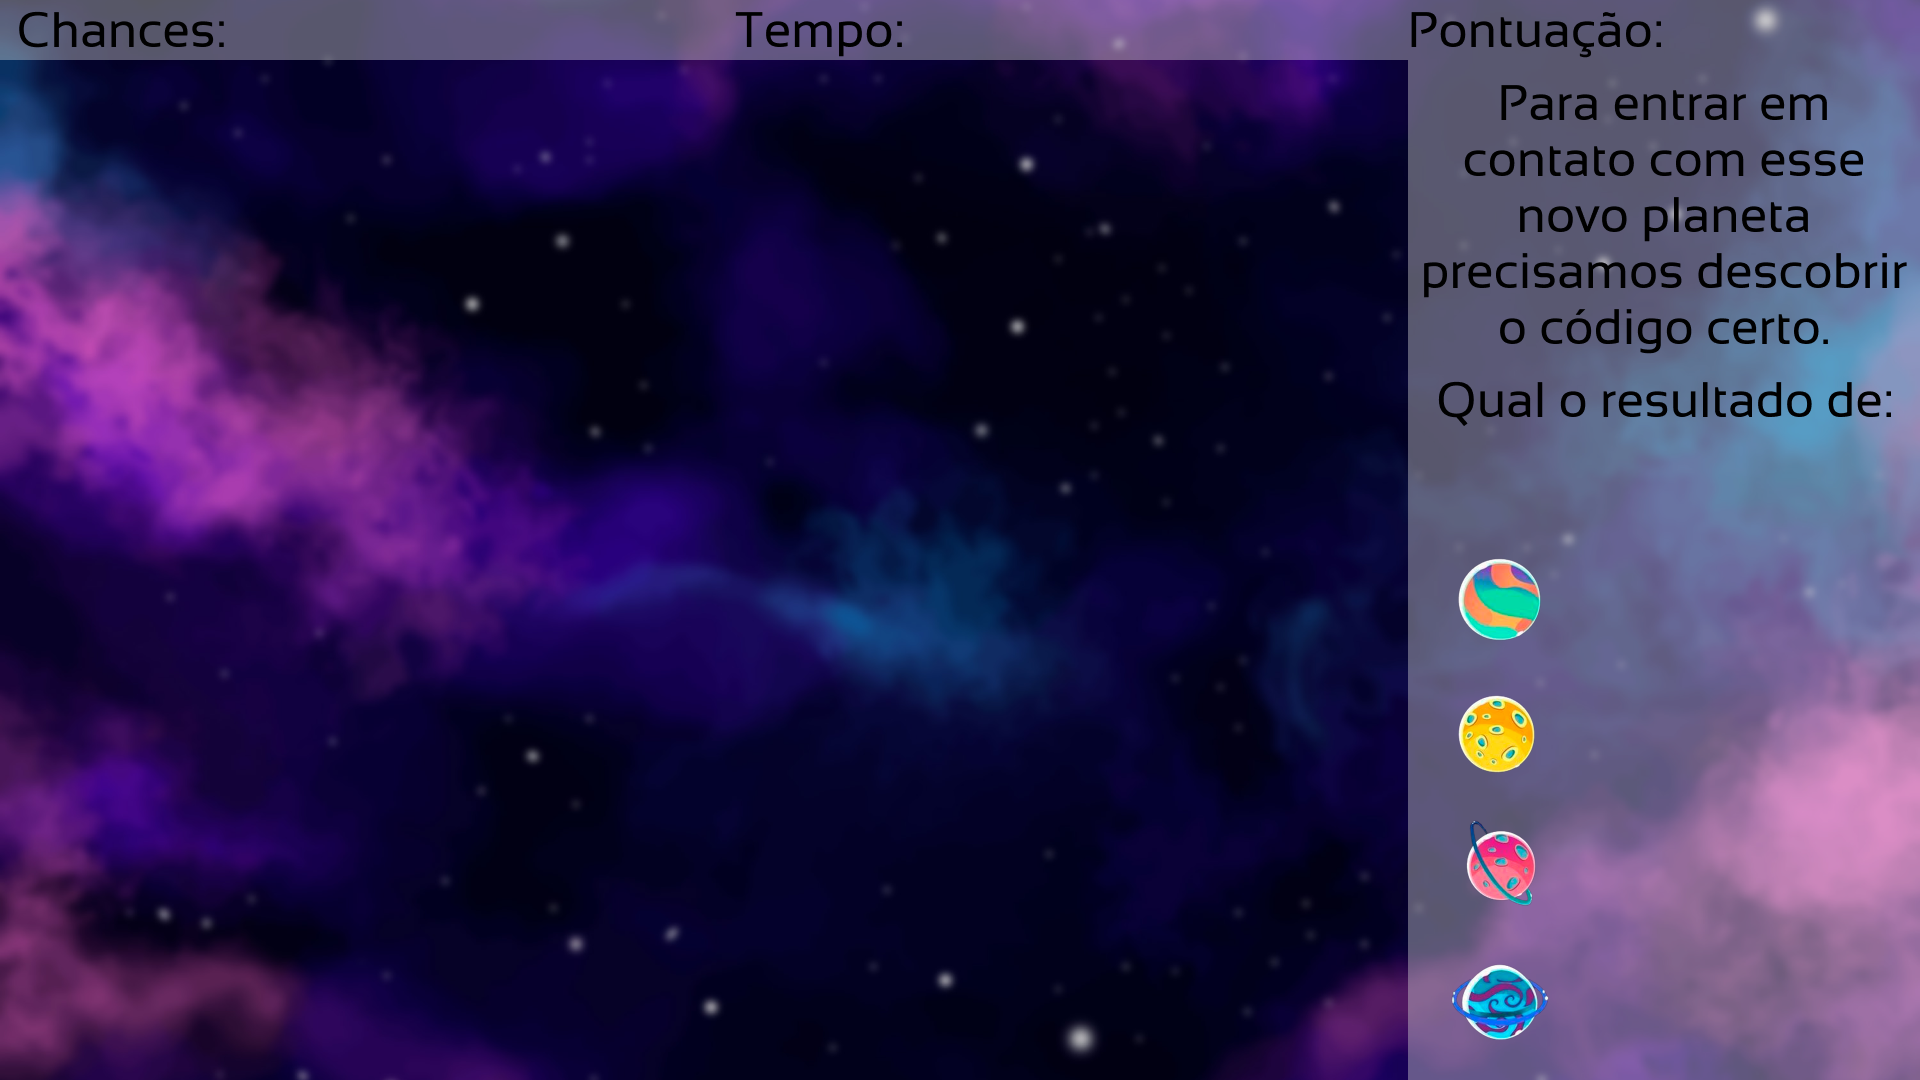 Chances:
Tempo:
Pontuação:
Para entrar em
contato com esse
novo planeta
precisamos descobrir
o código certo.
Qual o resultado de: